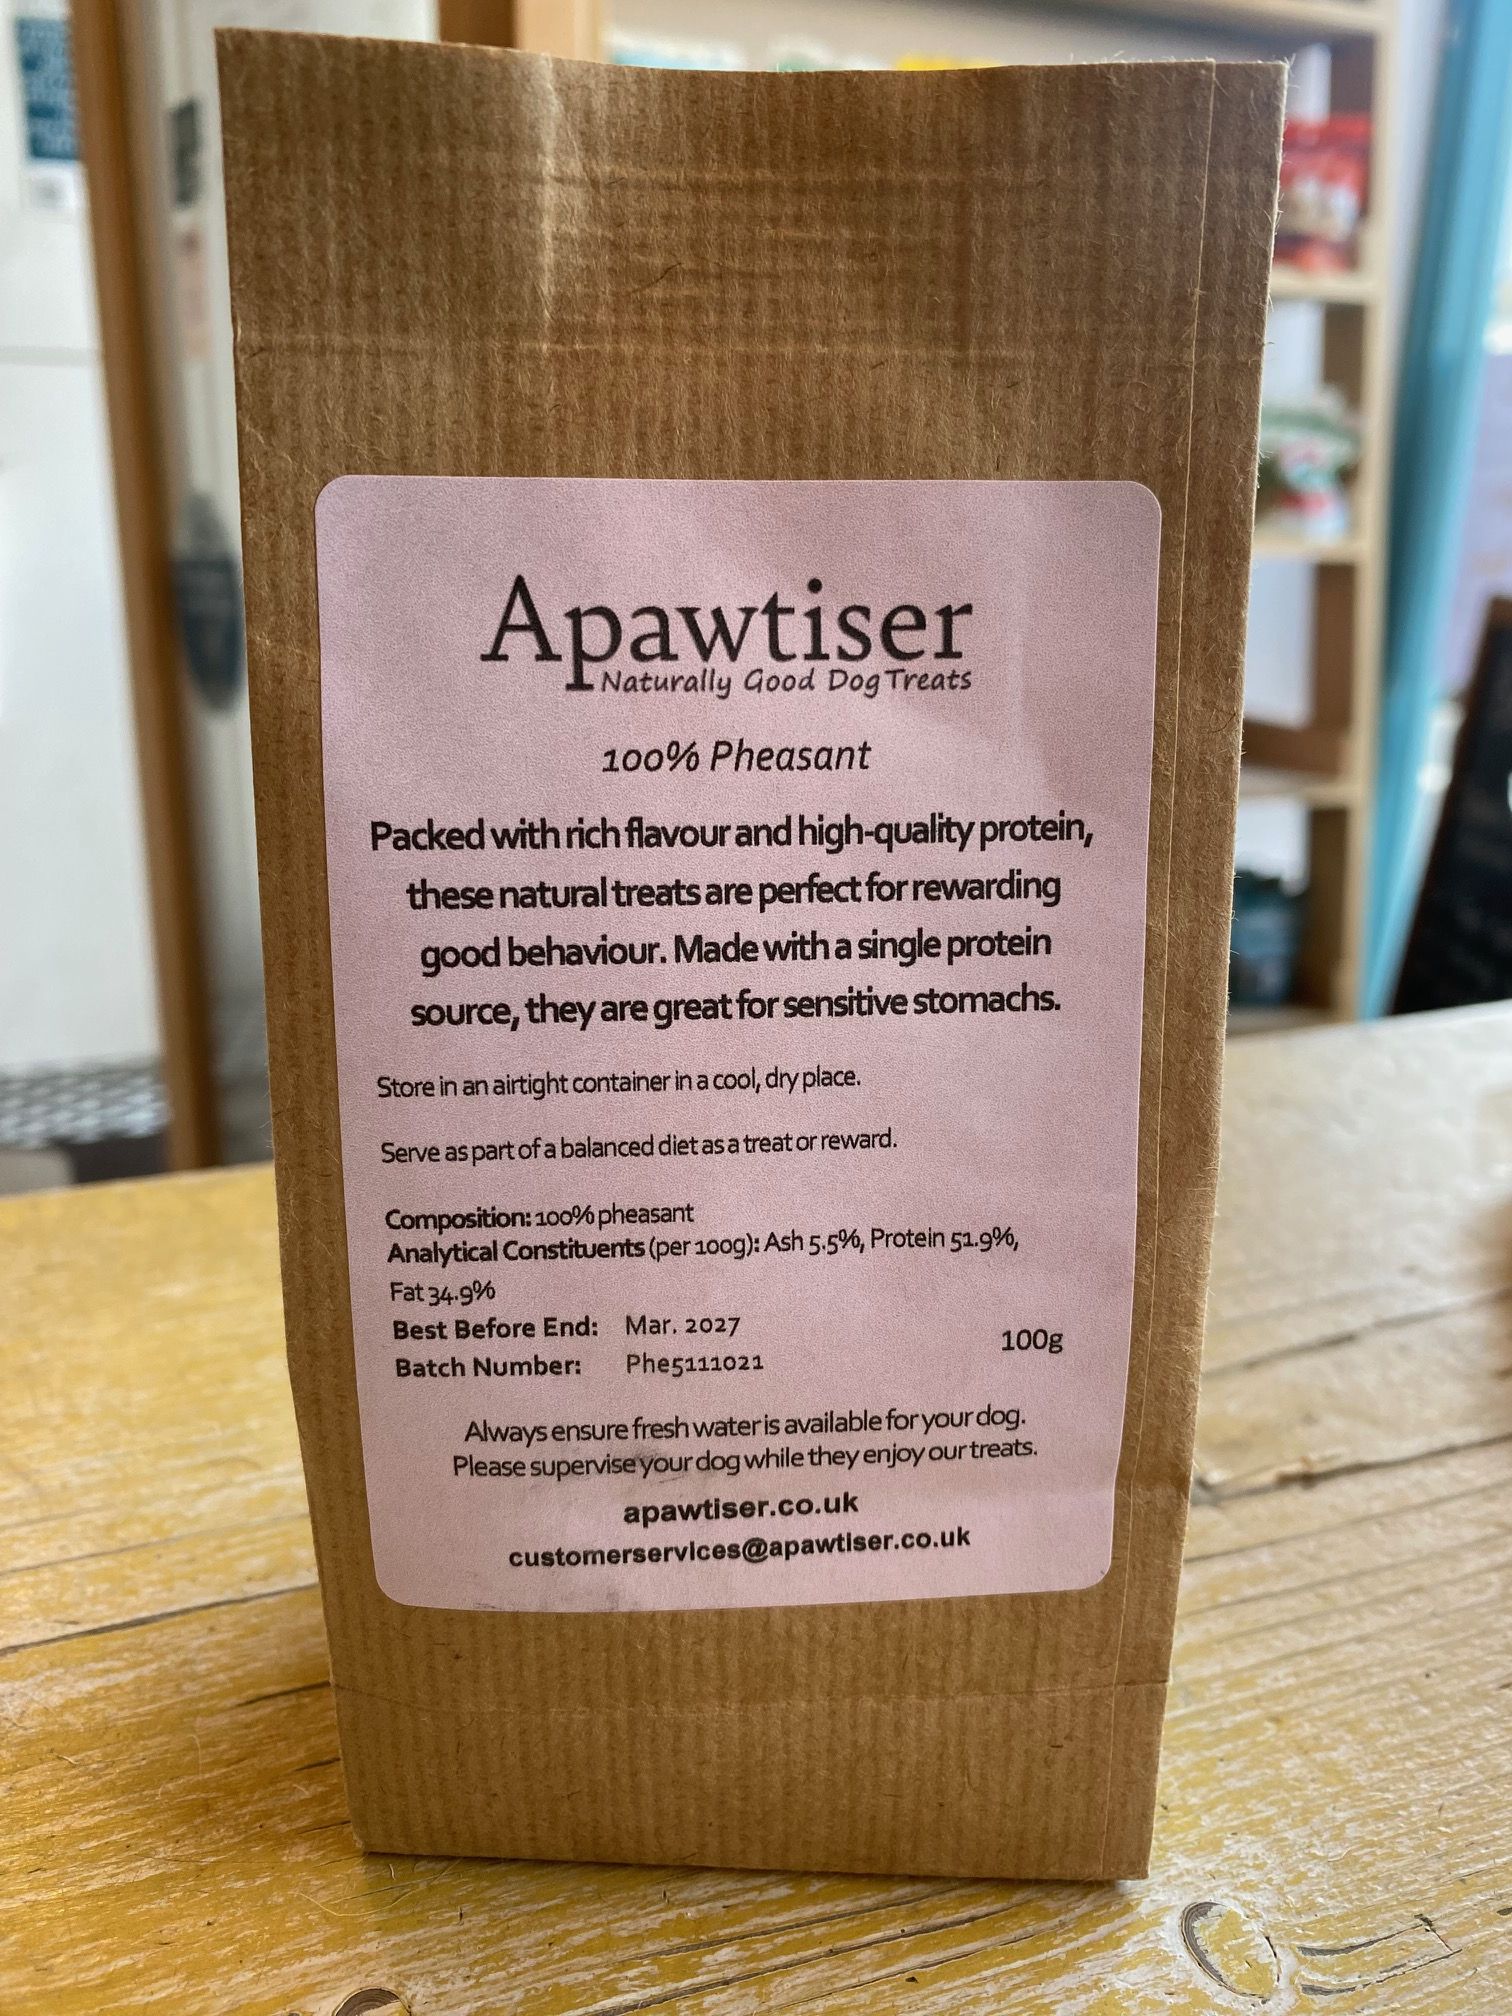 Apawtiser
Naturally Good Dog Treats
100% Pheasant
Packed with rich flavour and high-quality protein,
these natural treats are perfect for rewarding
good behaviour. Made with a single protein
source, they are great for sensitive stomachs.
Store in an airtight container in a cool, dry place.
Serve as part of a balanced diet as a treat or reward.
Composition: 100% pheasant
Analytical Constituents (per 100g): Ash 5.5%, Protein 51.9%,
Fat 34.9%
Best Before End: Mar. 2027
Batch Number: Phe5111021
100g
Always ensure fresh water is available for your dog.
Please supervise your dog while they enjoy our treats.
apawtiser.co.uk
customerservices@apawtiser.co.uk